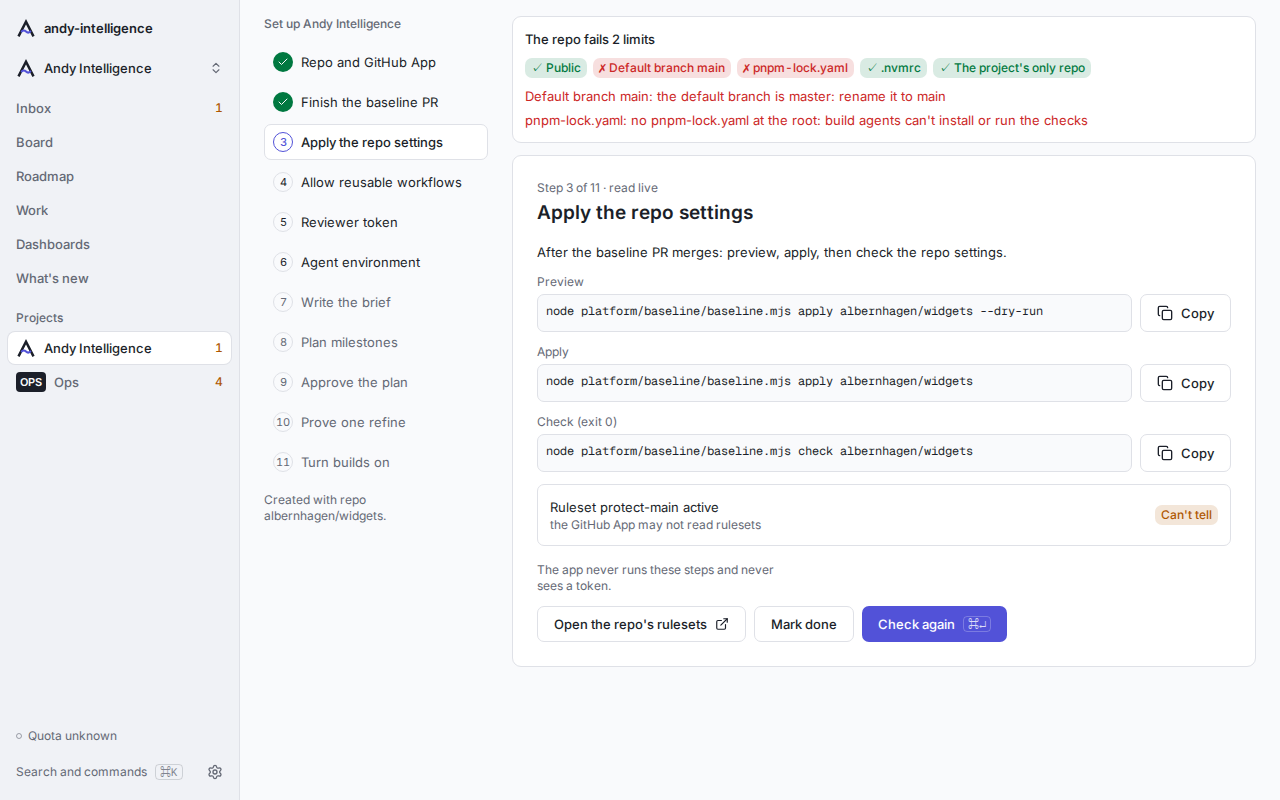 andy-intelligence
Andy Intelligence
Inbox 1
Board
Roadmap
Work
Dashboards
What's new
Projects
Andy Intelligence 1
OPS Ops 4
Quota unknown
Search and commands ⌘K
Set up Andy Intelligence
Repo and GitHub App
Finish the baseline PR
3 Apply the repo settings
4 Allow reusable workflows
5 Reviewer token
6 Agent environment
7 Write the brief
8 Plan milestones
9 Approve the plan
10 Prove one refine
11 Turn builds on
Created with repo
albernhagen/widgets.
The repo fails 2 limits
✓ Public ✗ Default branch main ✗ pnpm-lock.yaml ✓ .nvmrc ✓ The project's only repo
Default branch main: the default branch is master: rename it to main
pnpm-lock.yaml: no pnpm-lock.yaml at the root: build agents can't install or run the checks
Step 3 of 11 · read live
Apply the repo settings
After the baseline PR merges: preview, apply, then check the repo settings.
Preview
node platform/baseline/baseline.mjs apply albernhagen/widgets --dry-run Copy
Apply
node platform/baseline/baseline.mjs apply albernhagen/widgets Copy
Check (exit 0)
node platform/baseline/baseline.mjs check albernhagen/widgets Copy
Ruleset protect-main active
the GitHub App may not read rulesets
Can't tell
The app never runs these steps and never
sees a token.
Open the repo's rulesets Mark done Check again ⌘↵